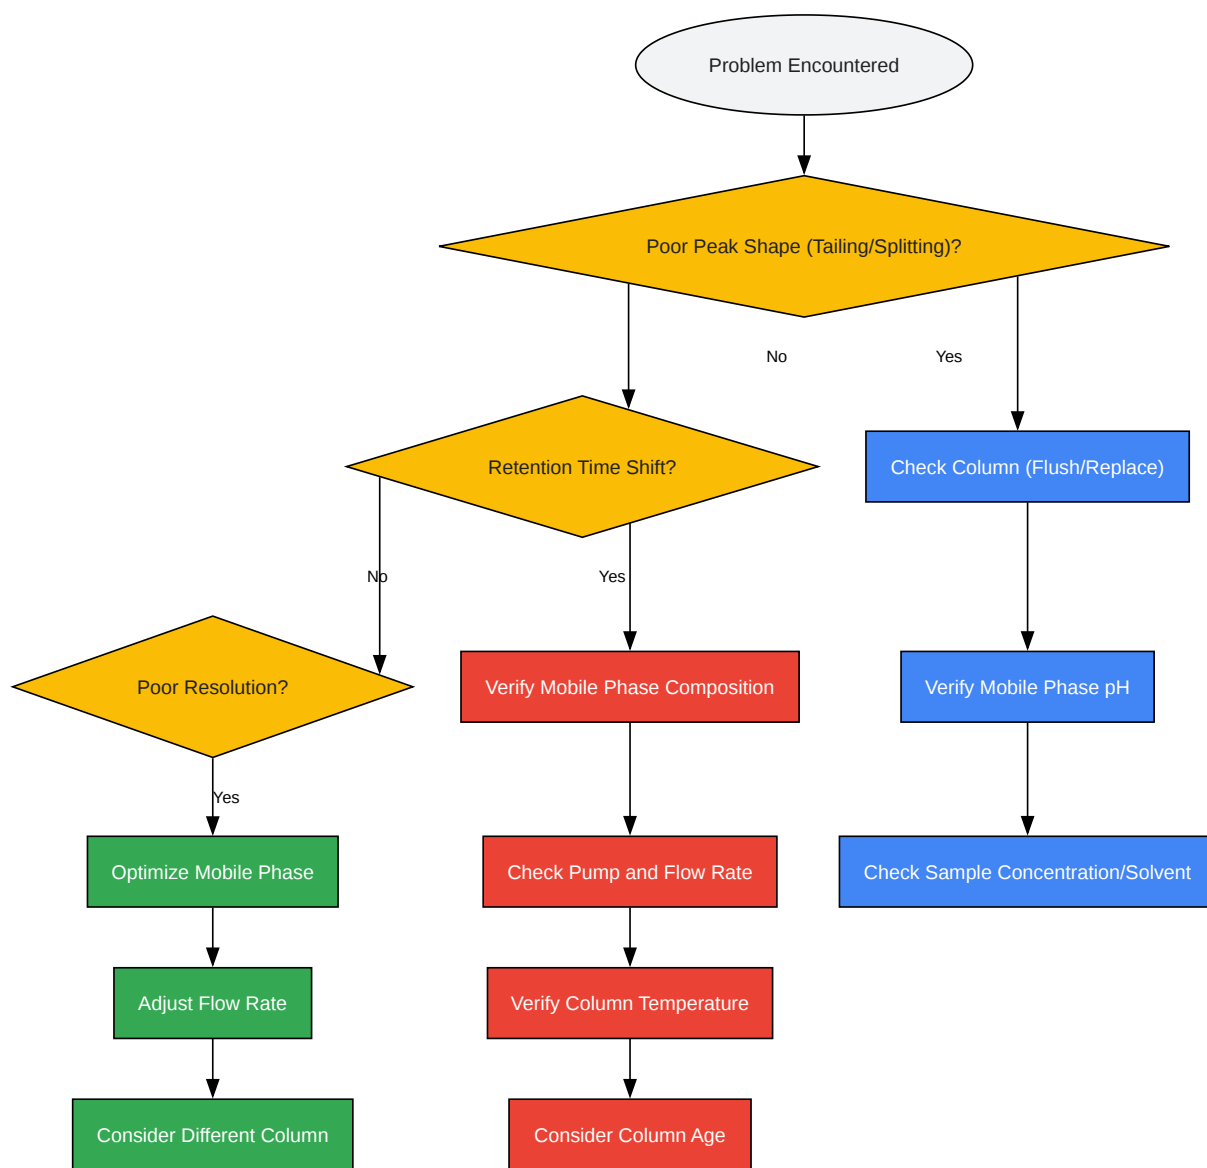 Problem Encountered
Poor Peak Shape (Tailing/Splitting)?
No
Yes
Retention Time Shift?
Check Column (Flush/Replace)
No
Yes
Poor Resolution?
Verify Mobile Phase Composition
Verify Mobile Phase pH
Yes
Optimize Mobile Phase
Check Pump and Flow Rate
Check Sample Concentration/Solvent
Adjust Flow Rate
Verify Column Temperature
Consider Different Column
Consider Column Age